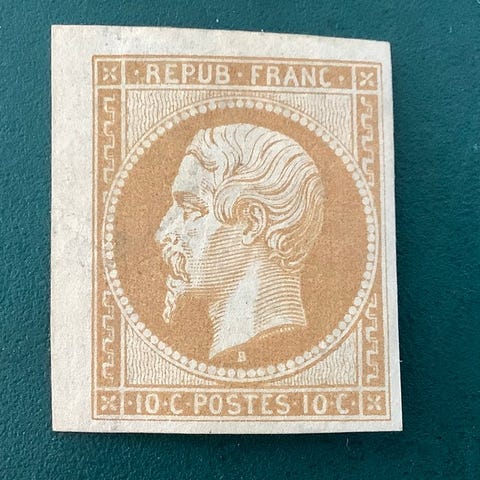 · REPUB · FRANC ·
B
· 10 · C · POSTES · 10 · C ·